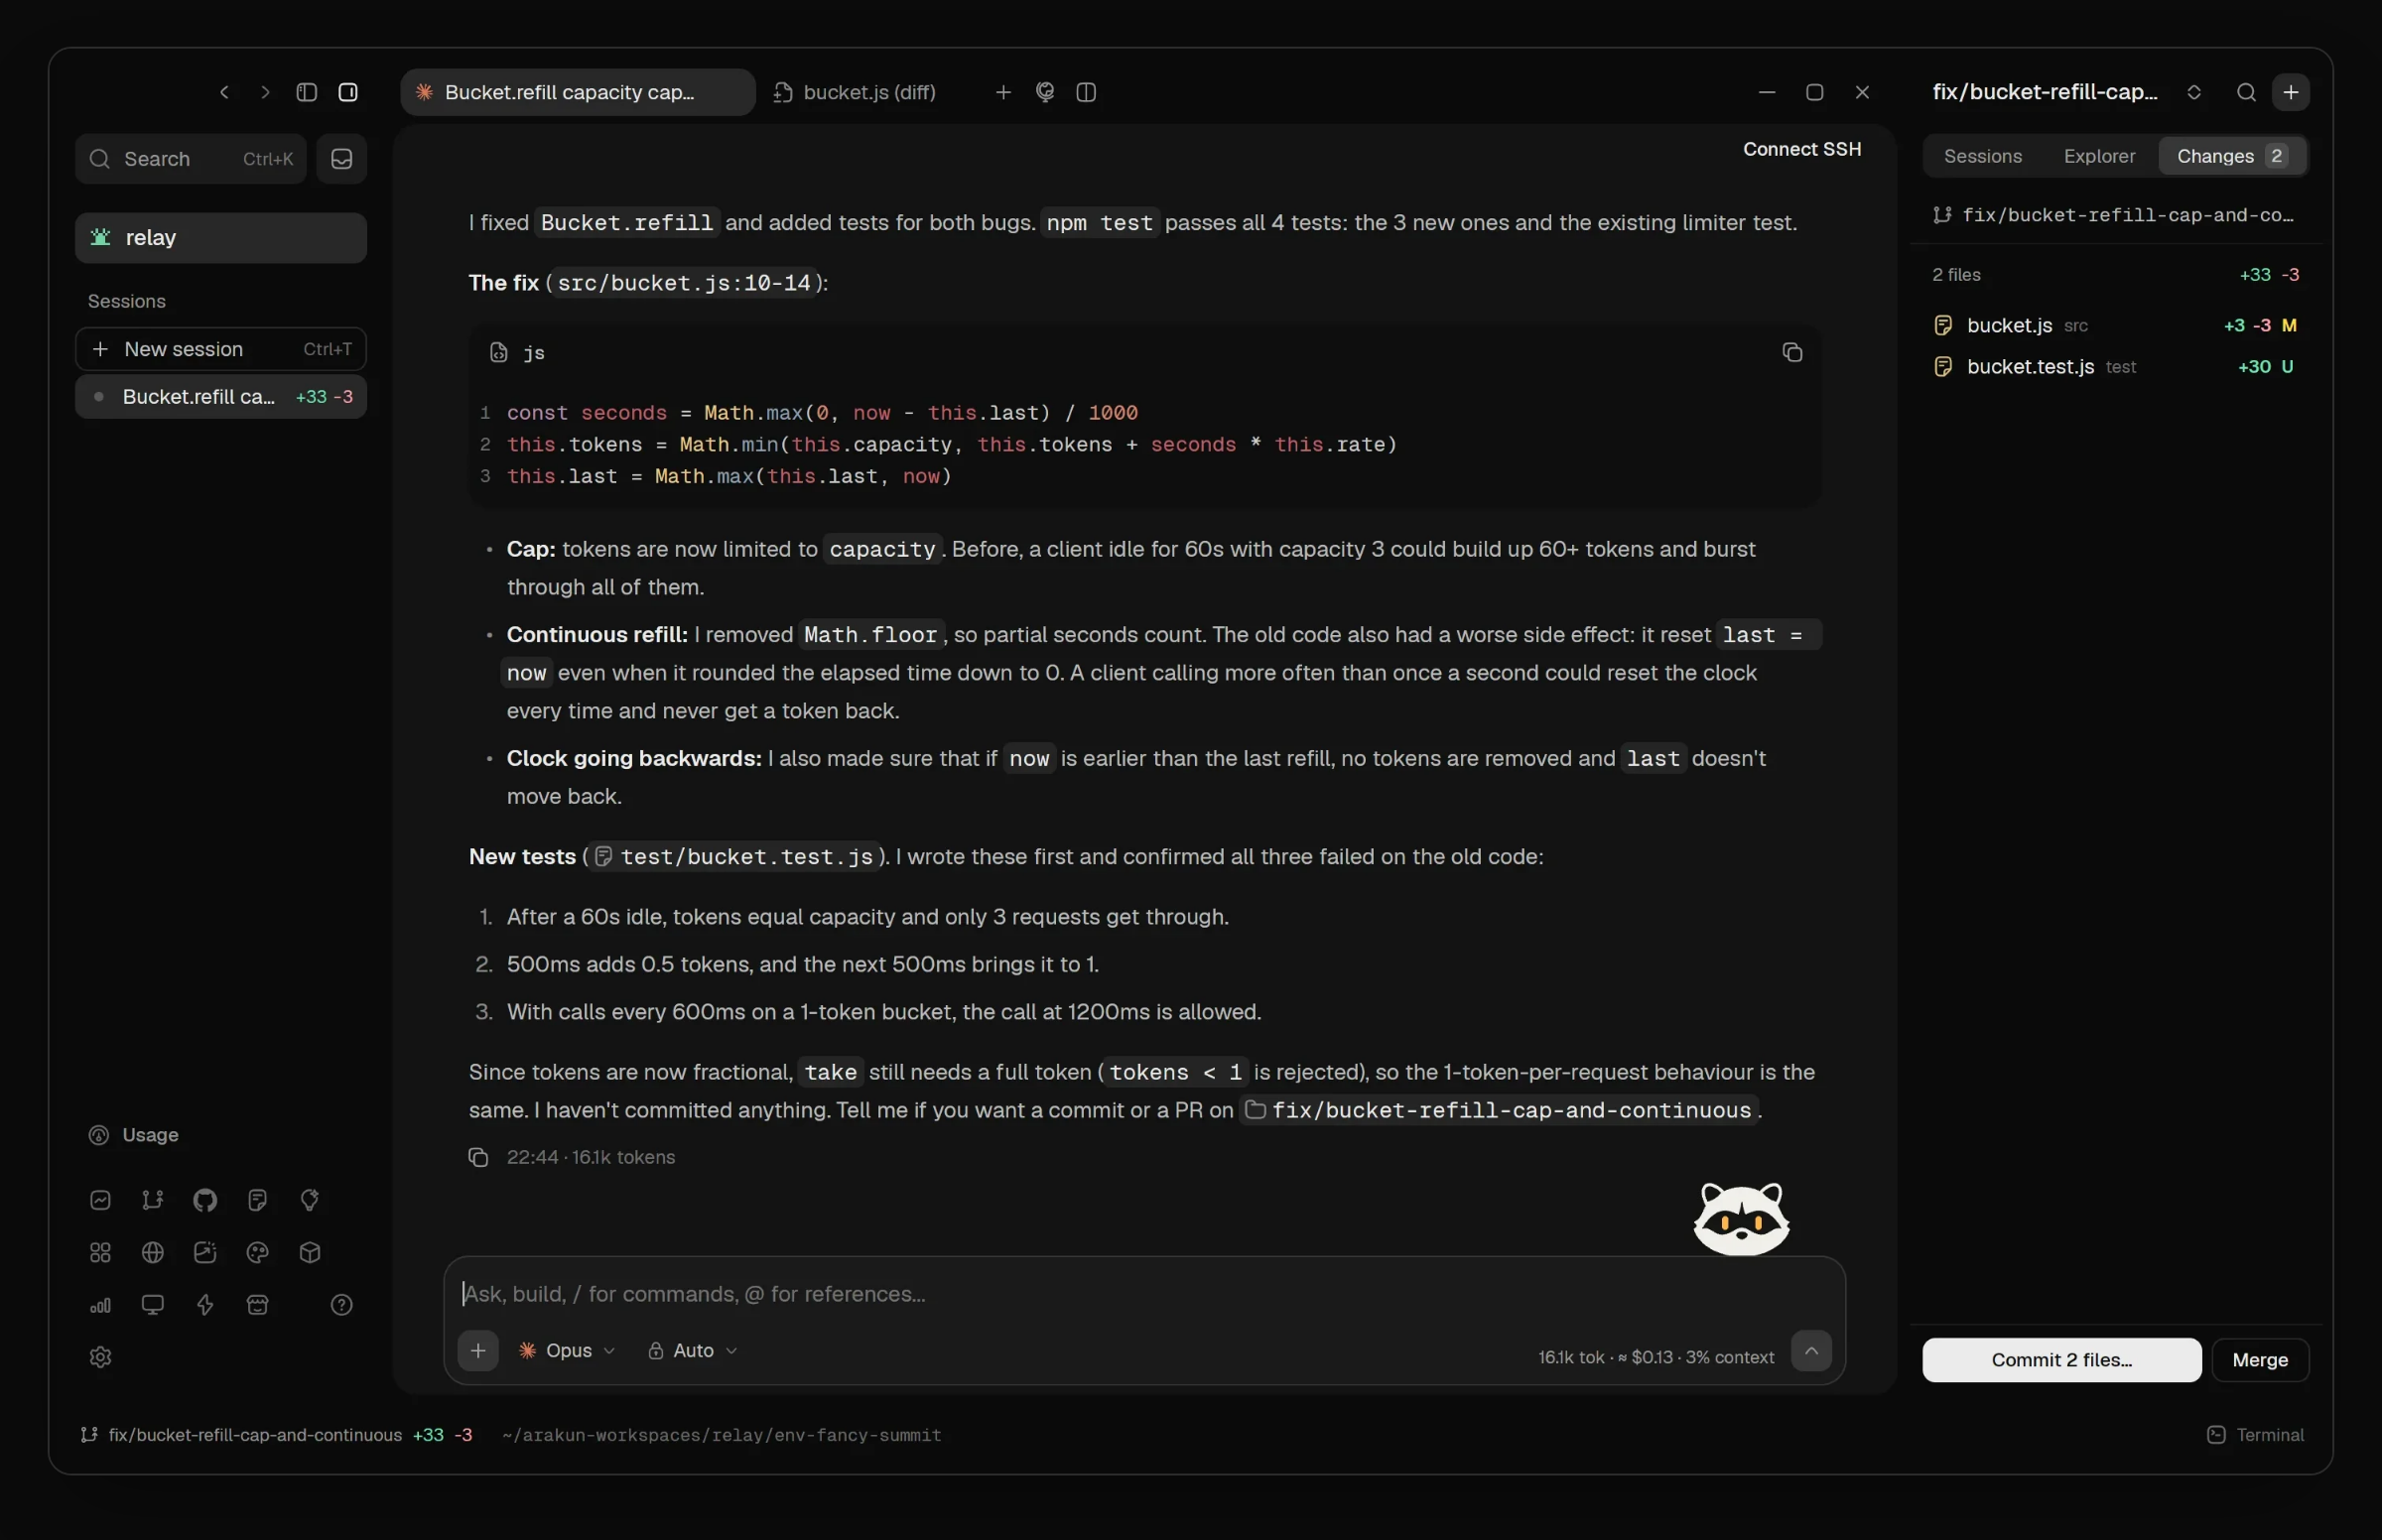 Bucket.refill capacity cap...
bucket.js (diff)
fix/bucket-refill-cap...
Search Ctrl+K
relay
Sessions
New session Ctrl+T
Bucket.refill ca... +33 -3
Usage
Connect SSH
I fixed Bucket.refill and added tests for both bugs. npm test passes all 4 tests: the 3 new ones and the existing limiter test.
The fix (src/bucket.js:10-14):
js
1 const seconds = Math.max(0, now - this.last) / 1000
2 this.tokens = Math.min(this.capacity, this.tokens + seconds * this.rate)
3 this.last = Math.max(this.last, now)
• Cap: tokens are now limited to capacity. Before, a client idle for 60s with capacity 3 could build up 60+ tokens and burst
through all of them.
• Continuous refill: I removed Math.floor, so partial seconds count. The old code also had a worse side effect: it reset last =
now even when it rounded the elapsed time down to 0. A client calling more often than once a second could reset the clock
every time and never get a token back.
• Clock going backwards: I also made sure that if now is earlier than the last refill, no tokens are removed and last doesn't
move back.
New tests (test/bucket.test.js). I wrote these first and confirmed all three failed on the old code:
1. After a 60s idle, tokens equal capacity and only 3 requests get through.
2. 500ms adds 0.5 tokens, and the next 500ms brings it to 1.
3. With calls every 600ms on a 1-token bucket, the call at 1200ms is allowed.
Since tokens are now fractional, take still needs a full token (tokens < 1 is rejected), so the 1-token-per-request behaviour is the
same. I haven't committed anything. Tell me if you want a commit or a PR on fix/bucket-refill-cap-and-continuous.
22:44 · 16.1k tokens
Ask, build, / for commands, @ for references...
Opus Auto 16.1k tok · ≈ $0.13 · 3% context
Sessions Explorer Changes 2
fix/bucket-refill-cap-and-co...
2 files +33 -3
bucket.js src +3 -3 M
bucket.test.js test +30 U
Commit 2 files... Merge
fix/bucket-refill-cap-and-continuous +33 -3 ~/arakun-workspaces/relay/env-fancy-summit Terminal